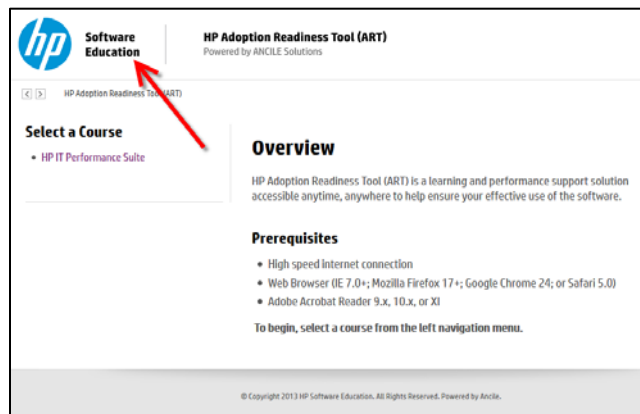 hp
Software
Education
HP Adoption Readiness Tool (ART)
Powered by ANCILE Solutions
< > HP Adoption Readiness Tool (ART)
Select a Course
• HP IT Performance Suite
Overview
HP Adoption Readiness Tool (ART) is a learning and performance support solution
accessible anytime, anywhere to help ensure your effective use of the software.
Prerequisites
• High speed internet connection
• Web Browser (IE 7.0+; Mozilla Firefox 17+; Google Chrome 24; or Safari 5.0)
• Adobe Acrobat Reader 9.x, 10.x, or XI
To begin, select a course from the left navigation menu.
© Copyright 2013 HP Software Education. All Rights Reserved. Powered by Ancile.